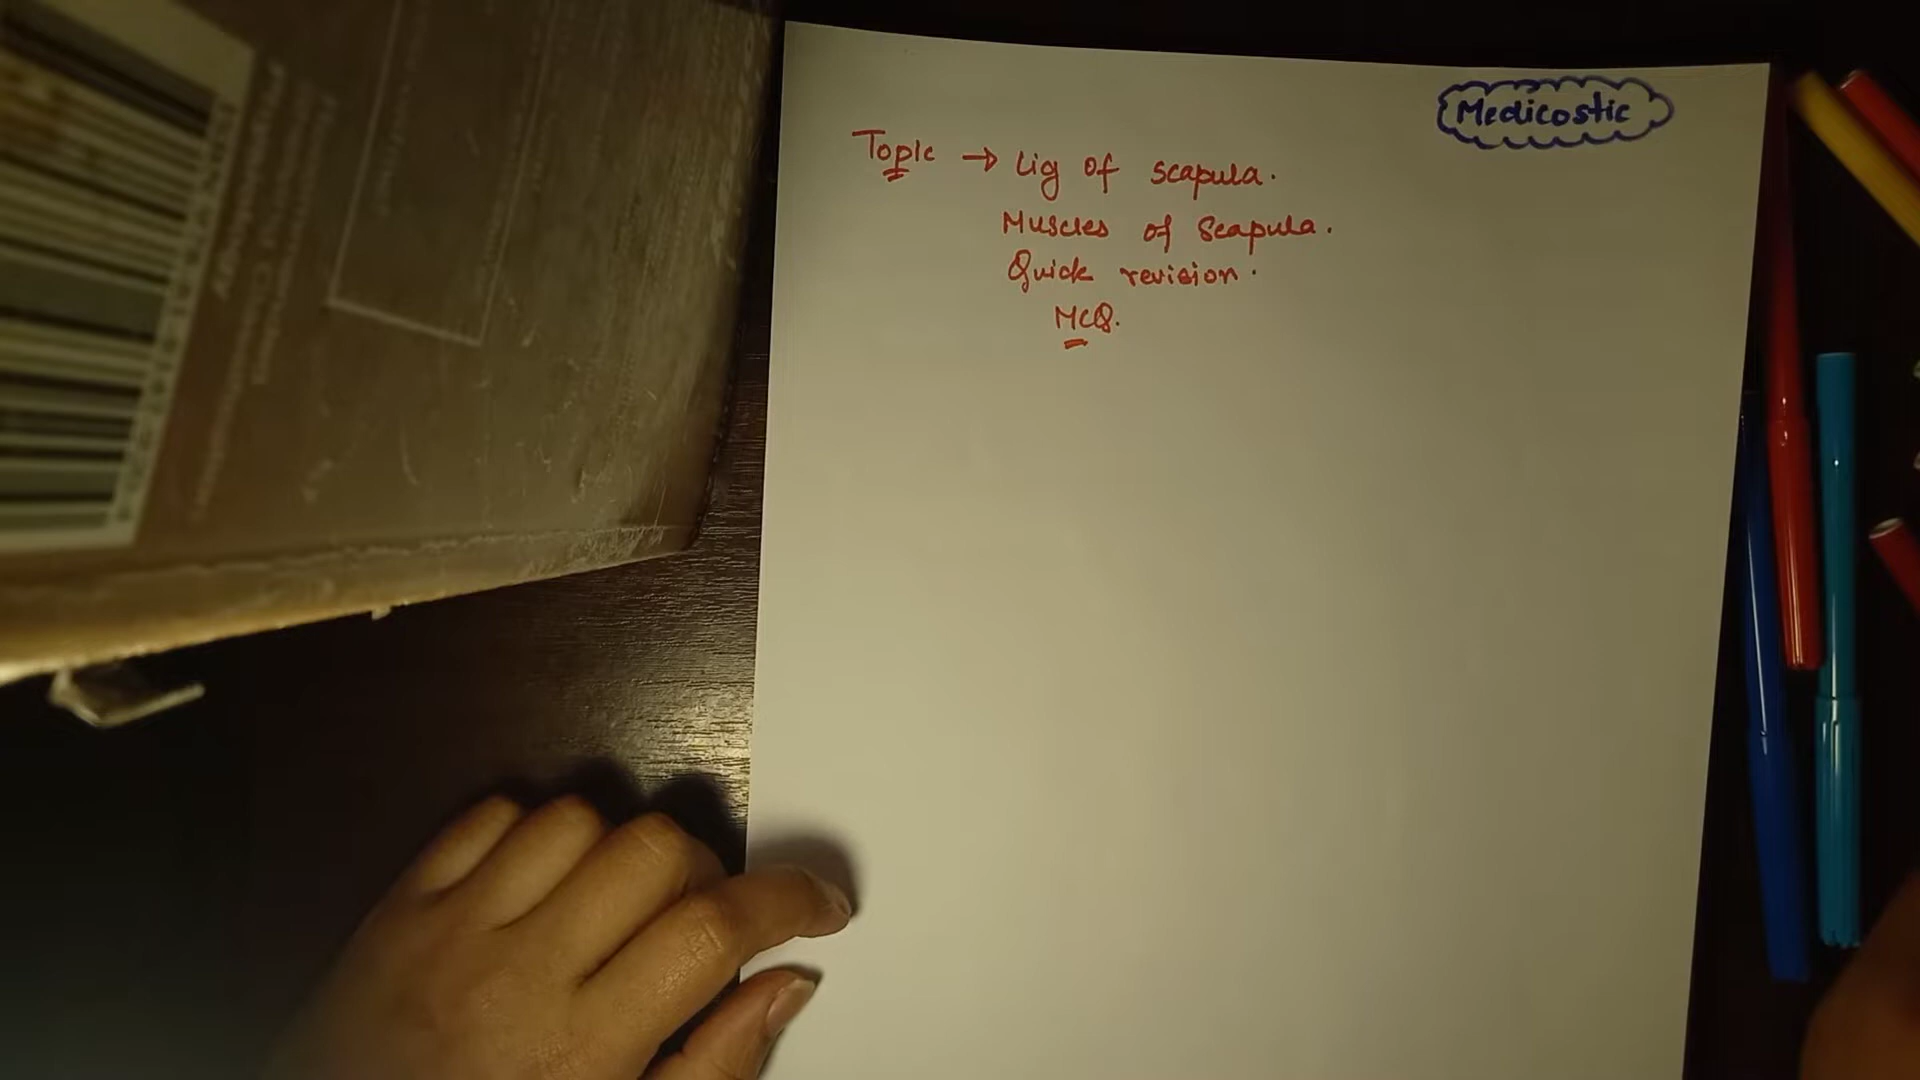 Medicostic
Topic → Lig of scapula.
Muscles of Scapula.
Quick revision.
MCQ.